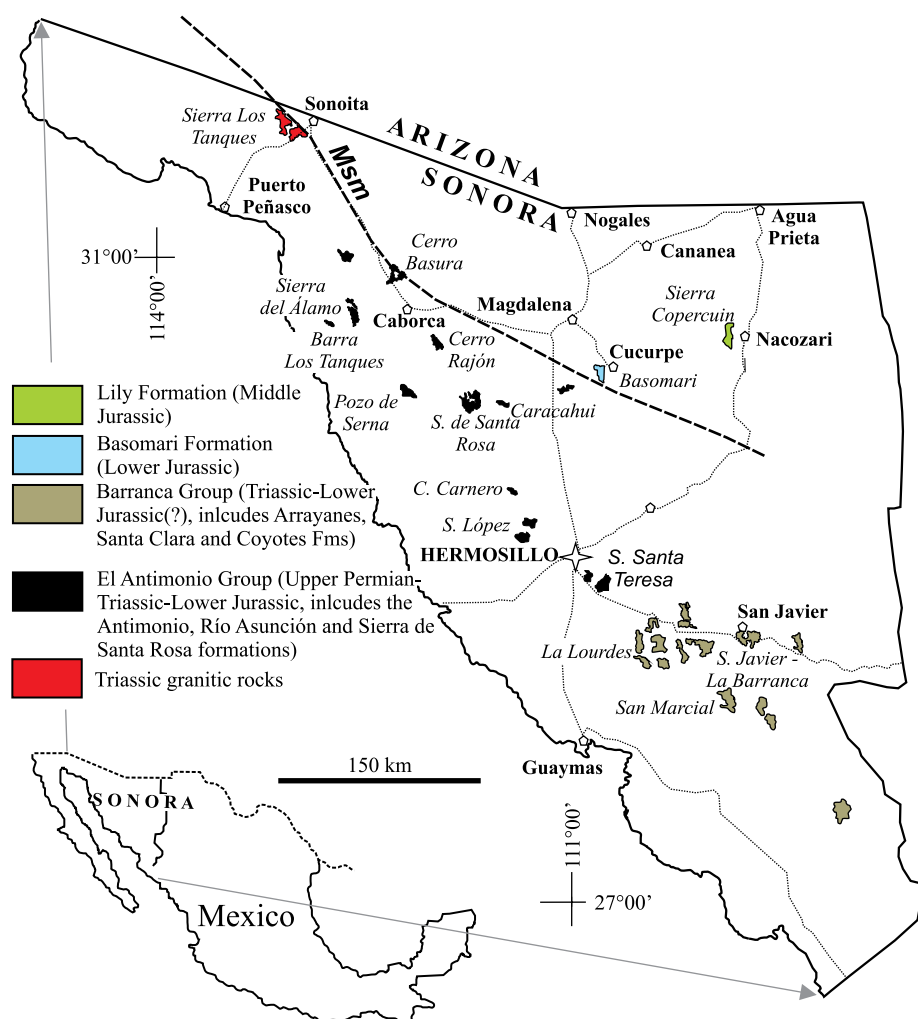 Sonoita
Sierra Los
Tanques
ARIZONA
SONORA
Msm
Puerto
Peñasco
Nogales
Agua
Prieta
Cananea
31°00'
114°00'
Cerro
Basura
Sierra
del Álamo
Magdalena
Sierra
Copercuin
Caborca
Nacozari
Barra
Los Tanques
Cerro
Rajón
Cucurpe
Basomari
Pozo de
Serna
S. de Santa
Rosa
Caracahui
Lily Formation (Middle
Jurassic)
Basomari Formation
(Lower Jurassic)
Barranca Group (Triassic-Lower
Jurassic(?), inlcudes Arrayanes,
Santa Clara and Coyotes Fms)
El Antimonio Group (Upper Permian-
Triassic-Lower Jurassic, inlcudes the
Antimonio, Río Asunción and Sierra de
Santa Rosa formations)
Triassic granitic rocks
C. Carnero
S. López
HERMOSILLO
S. Santa
Teresa
San Javier
La Lourdes
S. Javier -
La Barranca
San Marcial
Guaymas
150 km
111°00'
27°00'
SONORA
Mexico